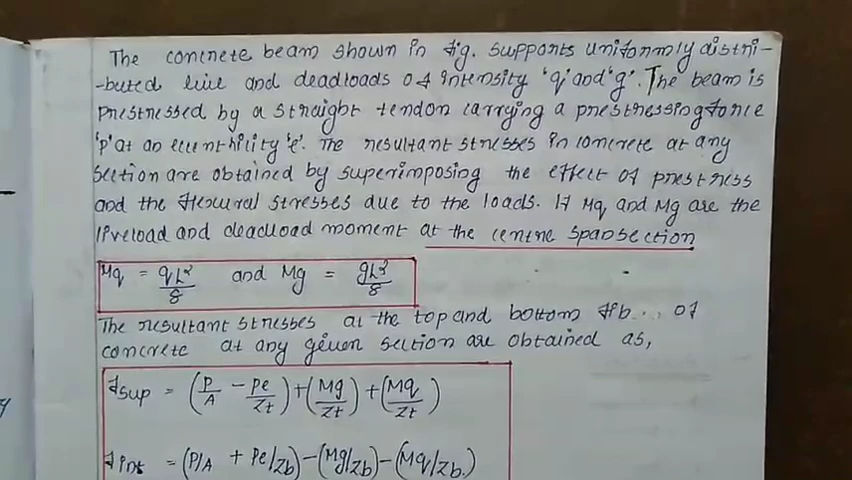 The concrete beam shown in fig. supports uniformly distri-
-buted live and deadloads of intensity 'q' and 'g'. The beam is
prestressed by a straight tendon carrying a prestressing force
'p' at an eccentricity 'e'. The resultant stresses in concrete at any
section are obtained by superimposing the effect of prestress
and the flexural stresses due to the loads. If Mq and Mg are the
liveload and deadload moment at the centre span section
Mq = qL²/8 and Mg = gL²/8
The resultant stresses at the top and bottom fib... of
concrete at any given section are obtained as,
fsup = (P/A - Pe/Zt) + (Mg/Zt) + (Mq/Zt)
finf = (P/A + Pe/Zb) - (Mg/Zb) - (Mq/Zb.)